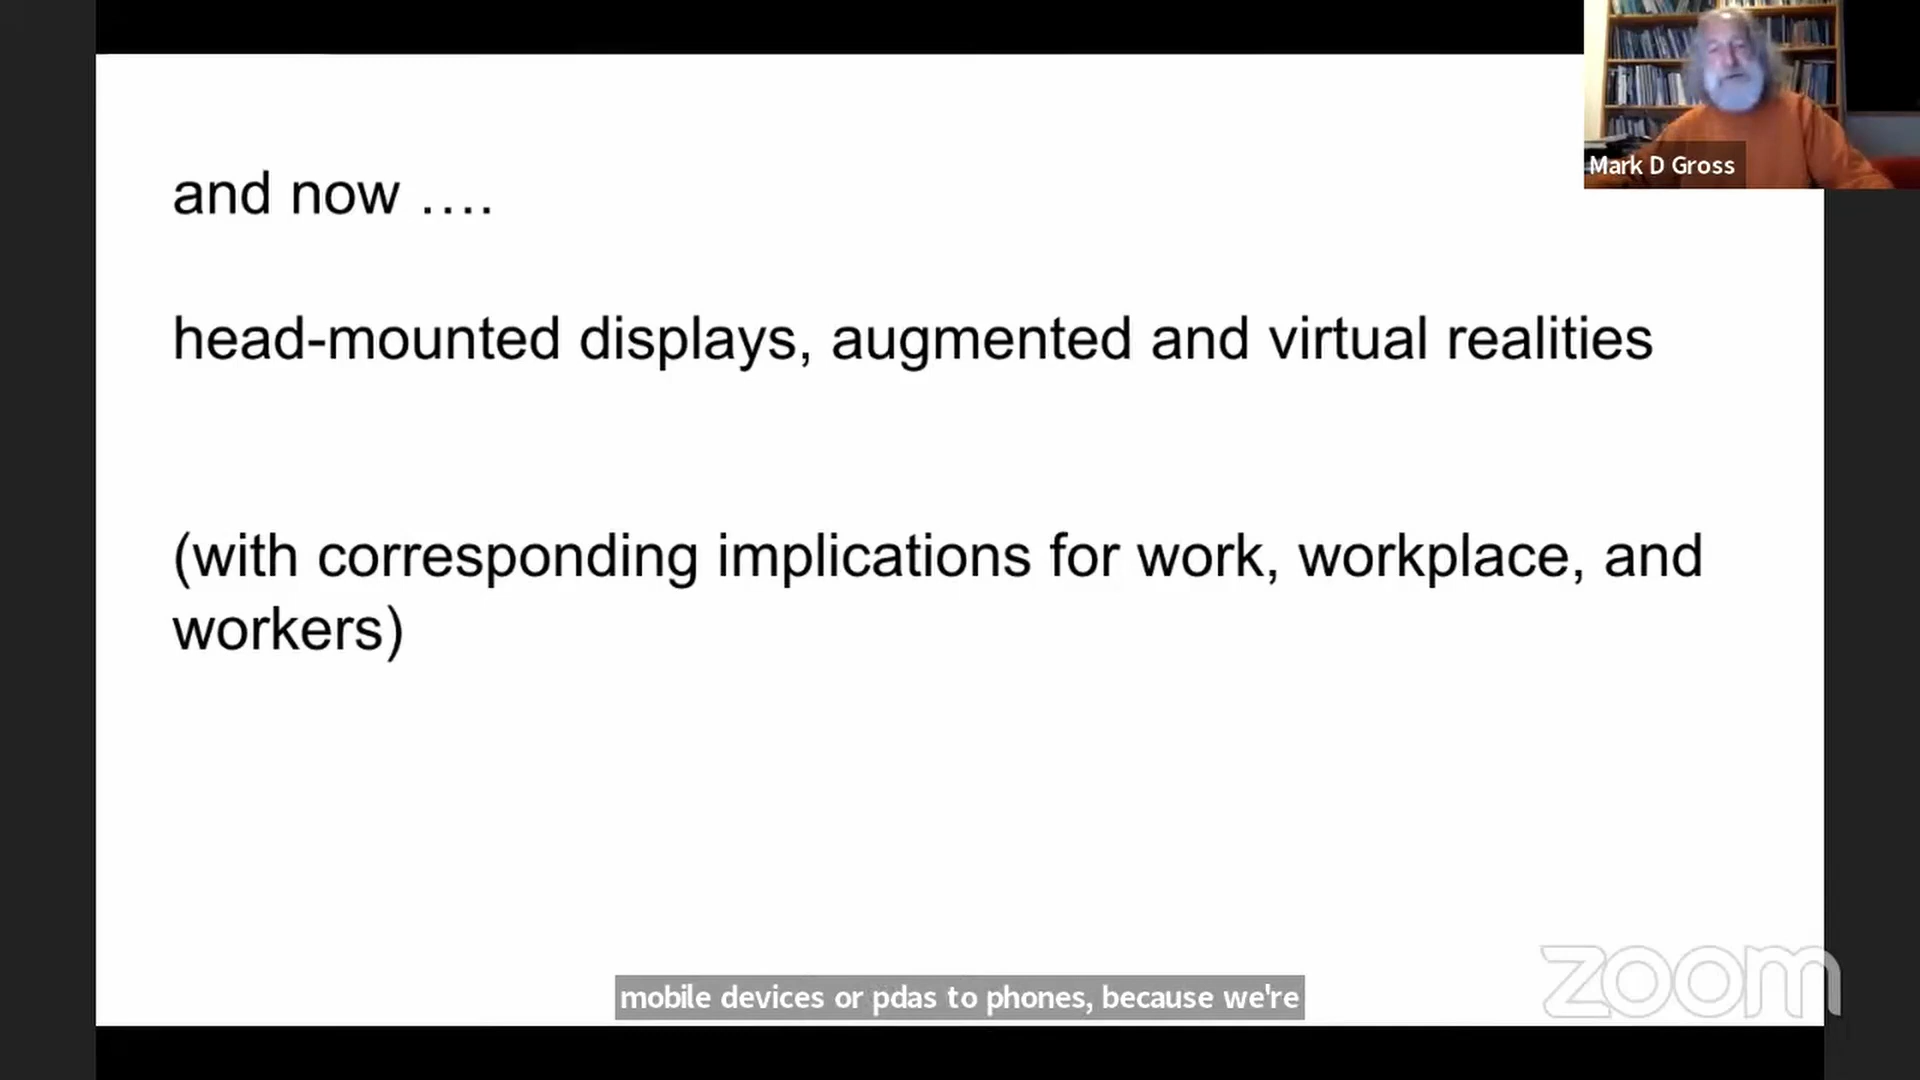 Mark D Gross
and now ....
head-mounted displays, augmented and virtual realities
(with corresponding implications for work, workplace, and
workers)
mobile devices or pdas to phones, because we're
zoom